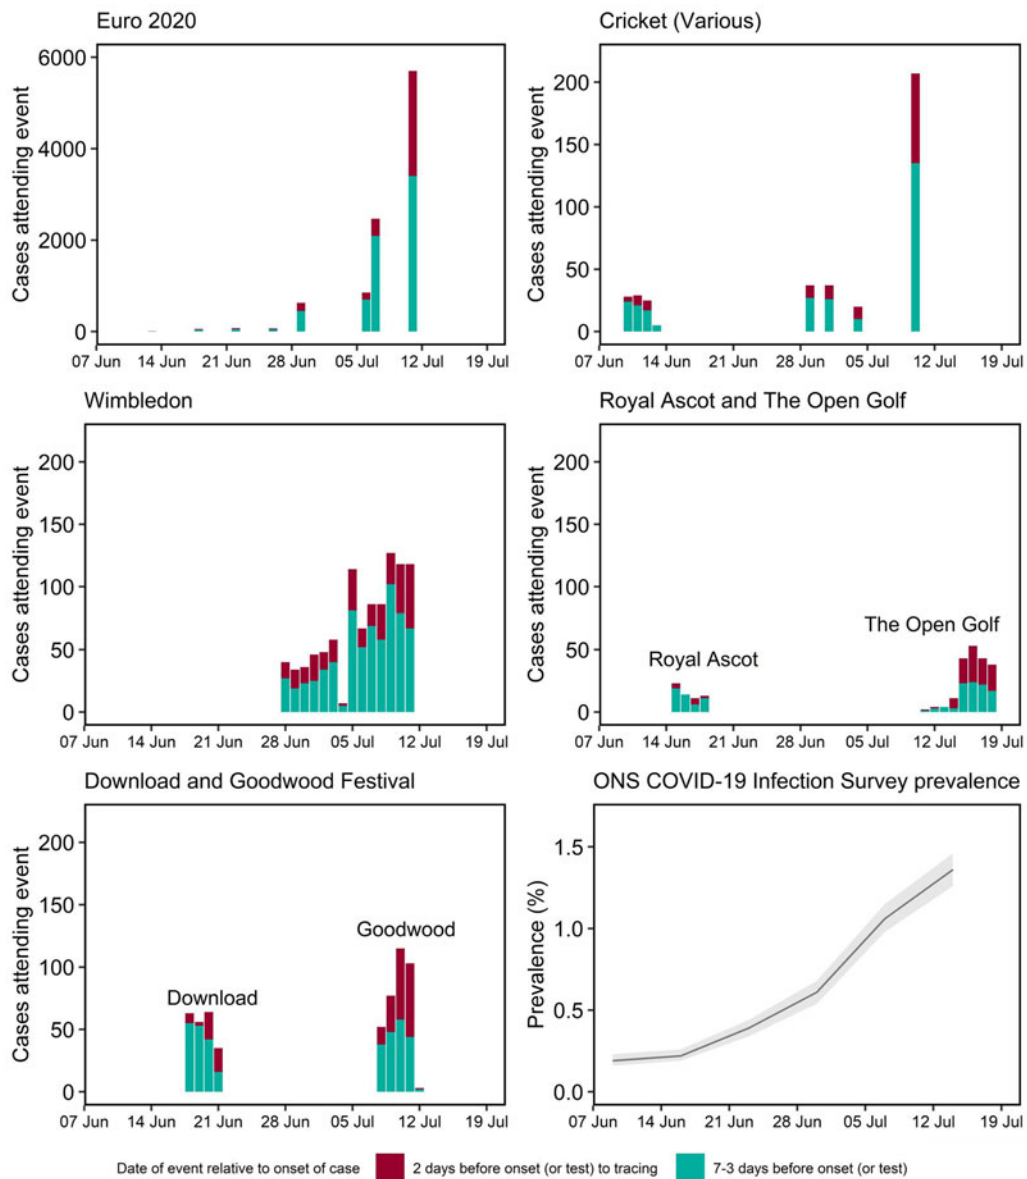 Euro 2020
Cases attending event
6000
4000
2000
0
07 Jun 14 Jun 21 Jun 28 Jun 05 Jul 12 Jul 19 Jul
Cricket (Various)
Cases attending event
200
150
100
50
0
07 Jun 14 Jun 21 Jun 28 Jun 05 Jul 12 Jul 19 Jul
Wimbledon
Cases attending event
200
150
100
50
0
07 Jun 14 Jun 21 Jun 28 Jun 05 Jul 12 Jul 19 Jul
Royal Ascot and The Open Golf
Cases attending event
200
150
100
50
0
The Open Golf
Royal Ascot
07 Jun 14 Jun 21 Jun 28 Jun 05 Jul 12 Jul 19 Jul
Download and Goodwood Festival
Cases attending event
200
150
100
50
0
Goodwood
Download
07 Jun 14 Jun 21 Jun 28 Jun 05 Jul 12 Jul 19 Jul
ONS COVID-19 Infection Survey prevalence
Prevalence (%)
1.5
1.0
0.5
0.0
07 Jun 14 Jun 21 Jun 28 Jun 05 Jul 12 Jul 19 Jul
Date of event relative to onset of case 2 days before onset (or test) to tracing 7-3 days before onset (or test)